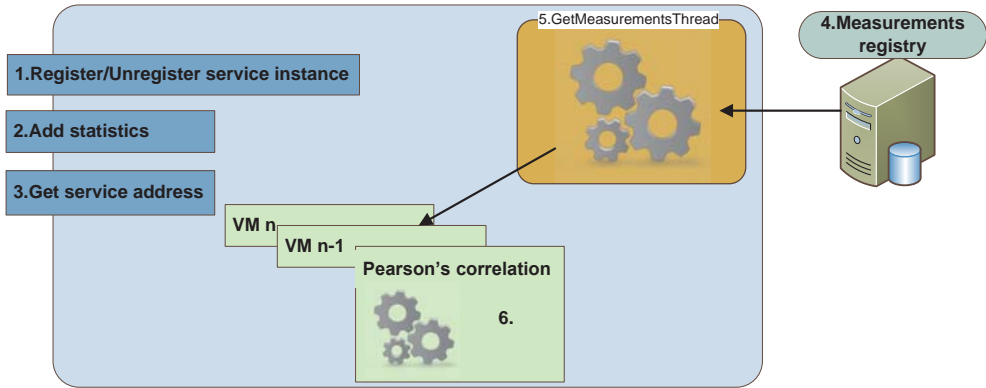 5.GetMeasurementsThread
4.Measurements
registry
1.Register/Unregister service instance
2.Add statistics
3.Get service address
VM n
VM n-1
Pearson’s correlation
6.